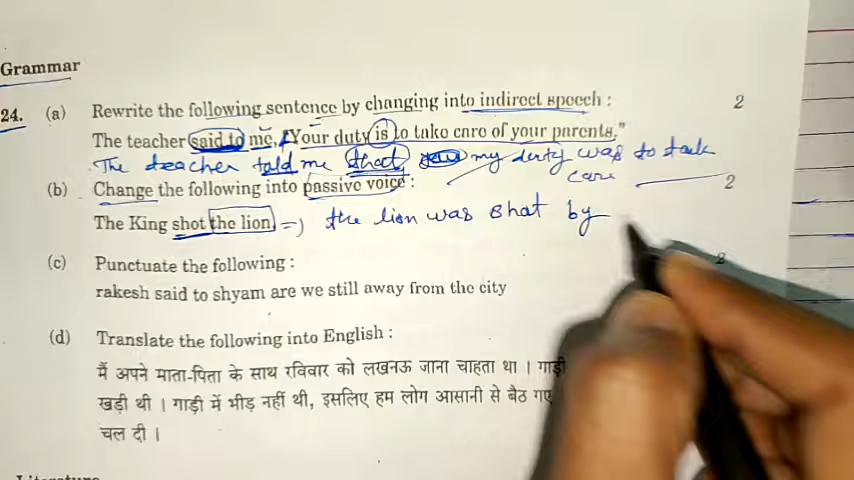 Grammar
24. (a) Rewrite the following sentence by changing into indirect speech : 2
The teacher said to me, "Your duty is to take care of your parents."
The teacher told me that my duty was to take
care
(b) Change the following into passive voice : 2
The King shot the lion => the lion was shat by
(c) Punctuate the following : 2
rakesh said to shyam are we still away from the city
(d) Translate the following into English :
मैं अपने माता-पिता के साथ रविवार को लखनऊ जाना चाहता था । गाड़ी
खड़ी थी । गाड़ी में भीड़ नहीं थी, इसलिए हम लोग आसानी से बैठ गए
चल दी ।